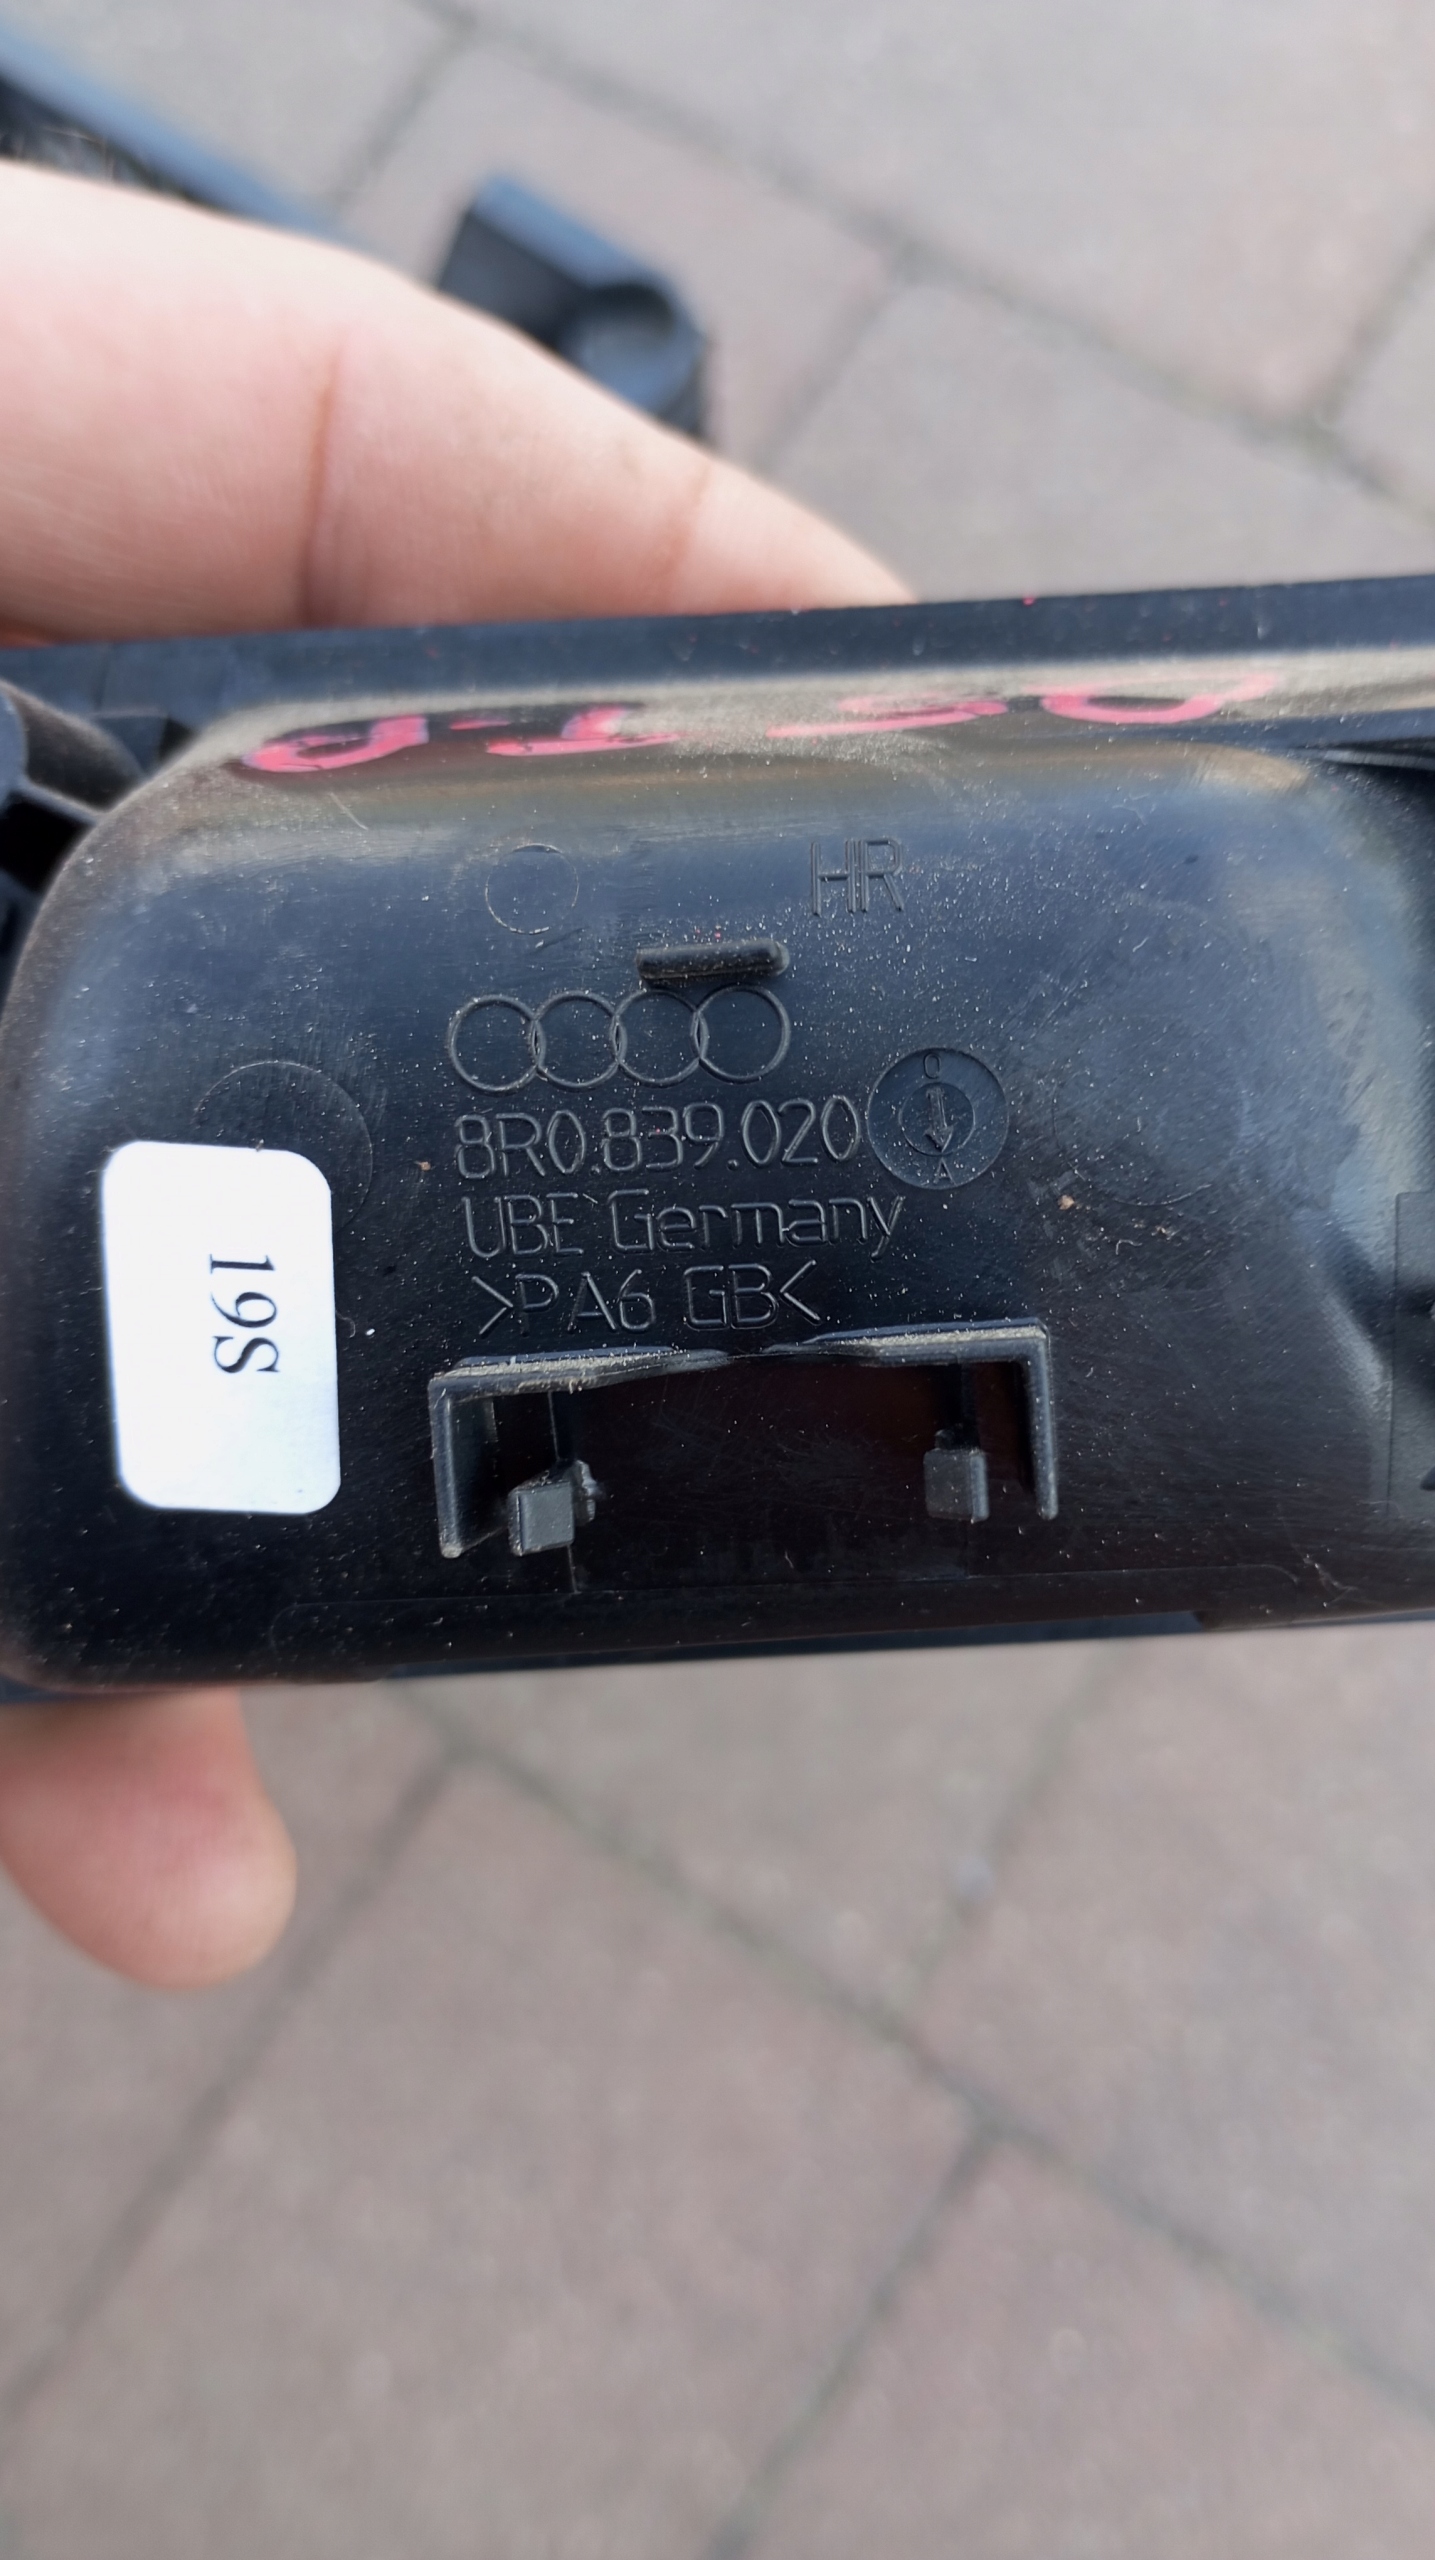 HR
8R0.839.020
O
A
UBE Germany
>PA6 GB<
19S